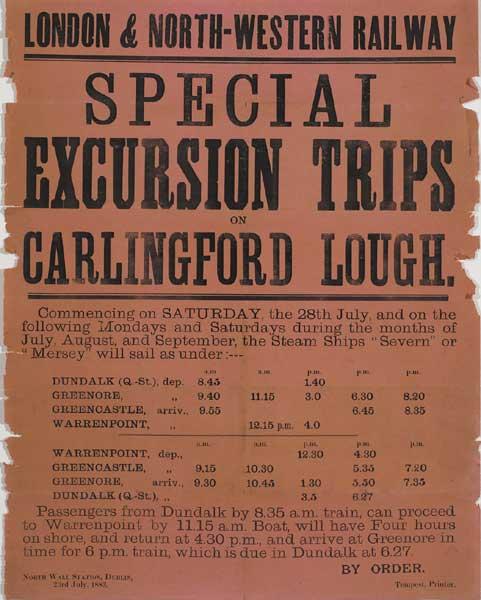 LONDON & NORTH-WESTERN RAILWAY
SPECIAL
EXCURSION TRIPS
ON
CARLINGFORD LOUGH.
Commencing on SATURDAY, the 28th July, and on the
following Mondays and Saturdays during the months of
July, August, and September, the Steam Ships "Severn" or
"Mersey" will sail as under:---
a.m a.m. p.m. p.m. p.m.
DUNDALK (Q.-St.), dep. 8.45 1.40
GREENORE, „ 9.40 11.15 3.0 6.30 8.20
GREENCASTLE, arriv., 9.55 6.45 8.35
WARRENPOINT, „ 12.15 p.m. 4.0
a.m. a.m. p.m. p.m. p.m.
WARRENPOINT, dep., 12.30 4.30
GREENCASTLE, „ 9.15 10.30 5.35 7.20
GREENORE, arriv., 9.30 10.45 1.30 5.50 7.35
DUNDALK (Q.-St.), „ 3.5 6.27
Passengers from Dundalk by 8.35 a.m. train, can proceed
to Warrenpoint by 11.15 a.m. Boat, will have Four hours
on shore, and return at 4.30 p.m., and arrive at Greenore in
time for 6 p.m. train, which is due in Dundalk at 6.27.
BY ORDER.
NORTH WALL STATION, DUBLIN,
23rd July, 1883.
Tempest, Printer.